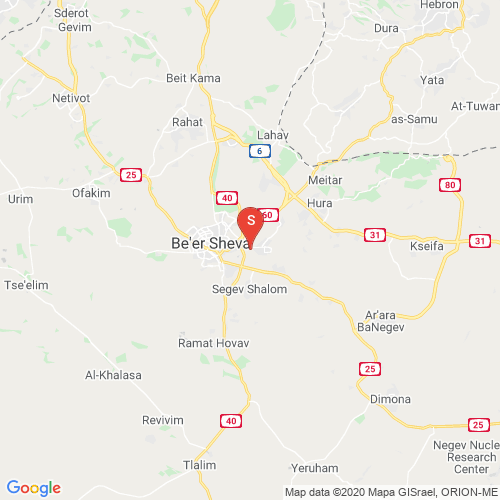 Hebron
Sderot
Gevim
Dura
Beit Kama
Yata
Netivot
At-Tuwan
as-Samu
Rahat
Lahav
6
25
Meitar
80
Ofakim
40
Urim
Hura
60
S
31
Be'er Sheva
Kseifa
31
Tse'elim
Segev Shalom
Ar'ara
BaNegev
Ramat Hovav
25
Al-Khalasa
Dimona
Revivim
40
25
Negev Nucle
Research
Center
Tlalim
Yeruham
Google
Map data ©2020 Mapa GISrael, ORION-ME